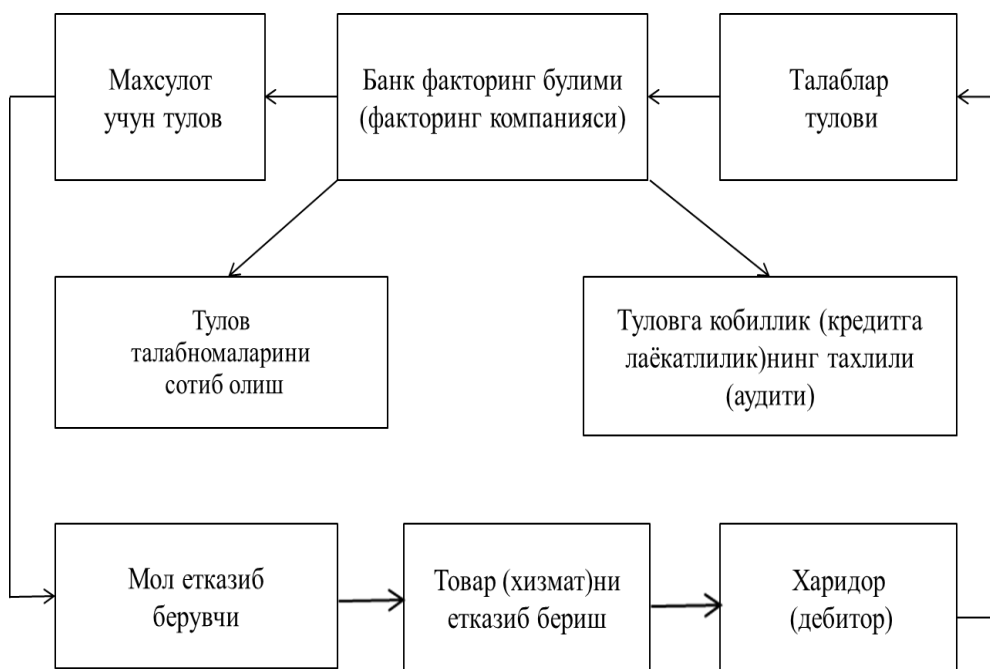 Махсулот
учун тулов
Банк факторинг булими
(факторинг компанияси)
Талаблар
тулови
Тулов
талабномаларини
сотиб олиш
Туловга кобиллик (кредитга
лаёкатлилик)нинг тахлили
(аудити)
Мол етказиб
берувчи
Товар (хизмат)ни
етказиб бериш
Харидор
(дебитор)